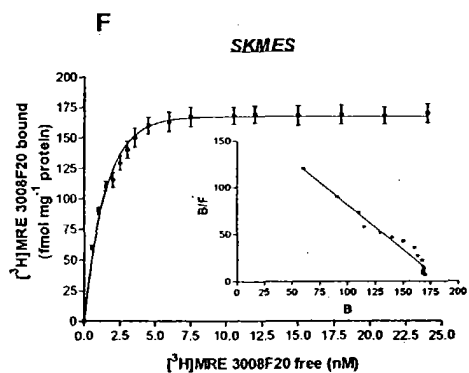 F
SKMES
[³H]MRE 3008F20 bound
(fmol mg⁻¹ protein)
200
175
150
125
100
75
50
25
0
0.0 2.5 5.0 7.5 10.0 12.5 15.0 17.5 20.0 22.5 25.0
[³H]MRE 3008F20 free (nM)
B/F
150
100
50
0
0 25 50 75 100 125 150 175 200
B